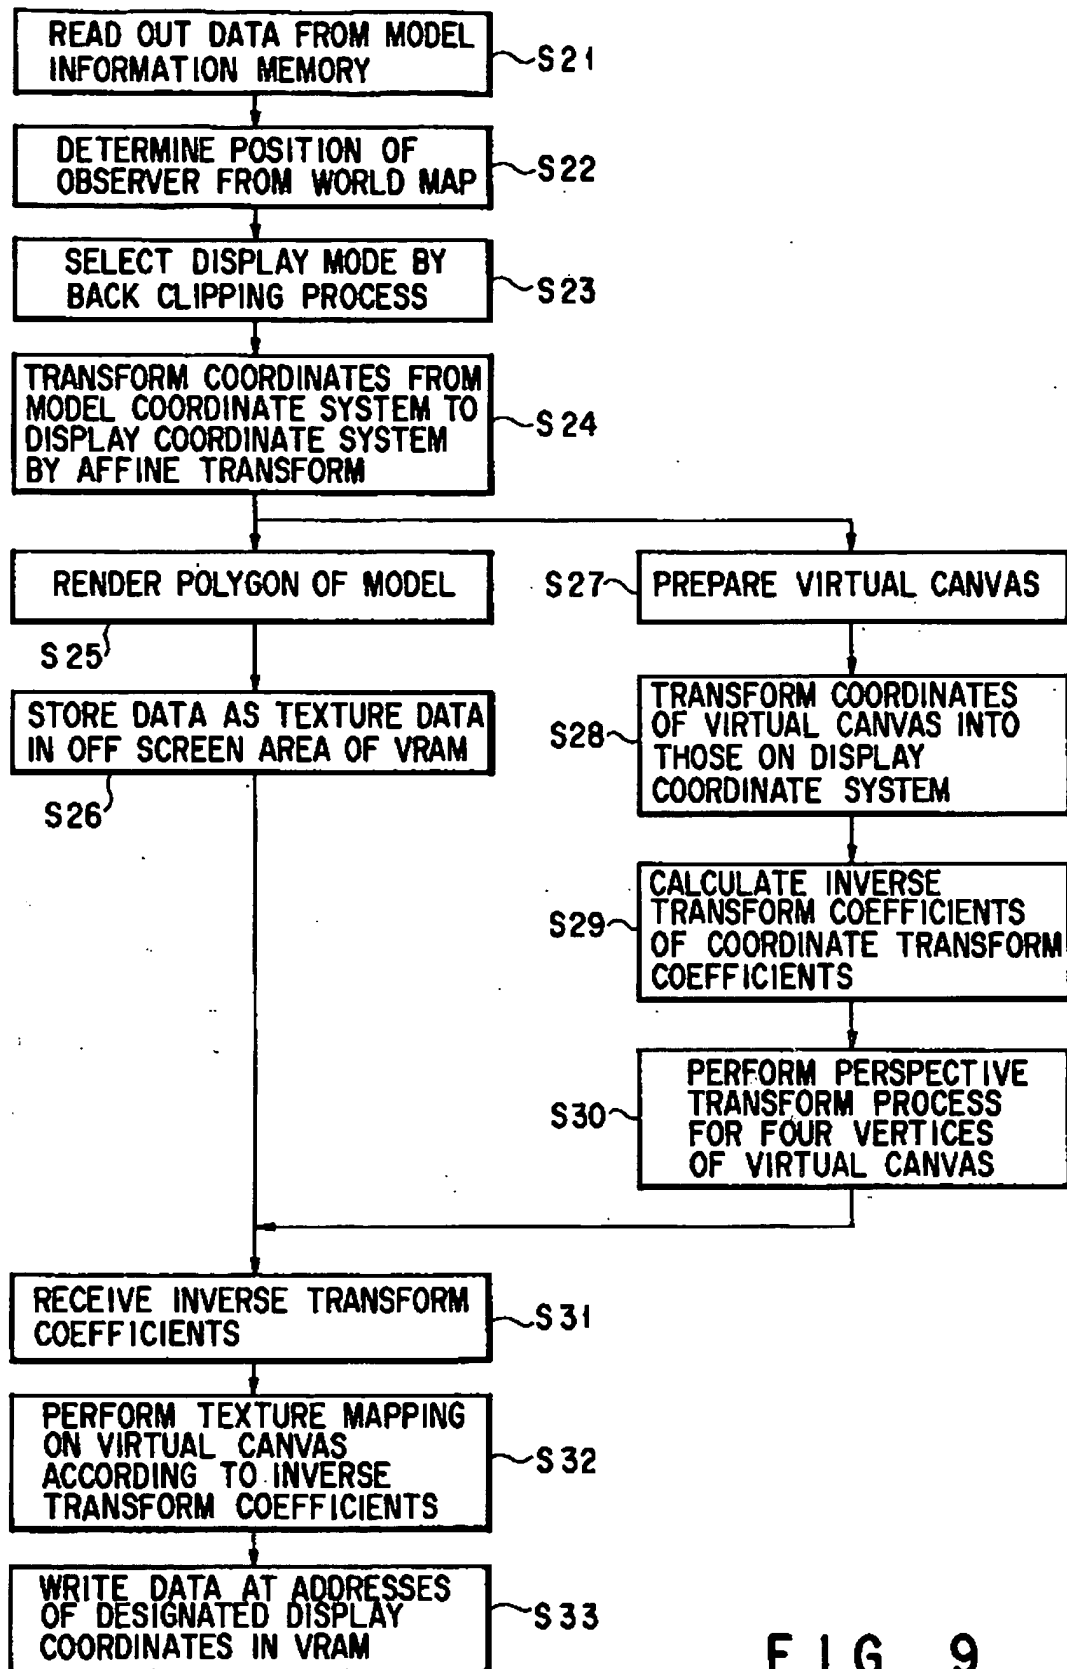 READ OUT DATA FROM MODEL
INFORMATION MEMORY
S21
DETERMINE POSITION OF
OBSERVER FROM WORLD MAP
S22
SELECT DISPLAY MODE BY
BACK CLIPPING PROCESS
S23
TRANSFORM COORDINATES FROM
MODEL COORDINATE SYSTEM TO
DISPLAY COORDINATE SYSTEM
BY AFFINE TRANSFORM
S24
RENDER POLYGON OF MODEL
S25
STORE DATA AS TEXTURE DATA
IN OFF SCREEN AREA OF VRAM
S26
S27
PREPARE VIRTUAL CANVAS
S28
TRANSFORM COORDINATES
OF VIRTUAL CANVAS INTO
THOSE ON DISPLAY
COORDINATE SYSTEM
S29
CALCULATE INVERSE
TRANSFORM COEFFICIENTS
OF COORDINATE TRANSFORM
COEFFICIENTS
S30
PERFORM PERSPECTIVE
TRANSFORM PROCESS
FOR FOUR VERTICES
OF VIRTUAL CANVAS
RECEIVE INVERSE TRANSFORM
COEFFICIENTS
S31
PERFORM TEXTURE MAPPING
ON VIRTUAL CANVAS
ACCORDING TO INVERSE
TRANSFORM COEFFICIENTS
S32
WRITE DATA AT ADDRESSES
OF DESIGNATED DISPLAY
COORDINATES IN VRAM
S33
FIG. 9